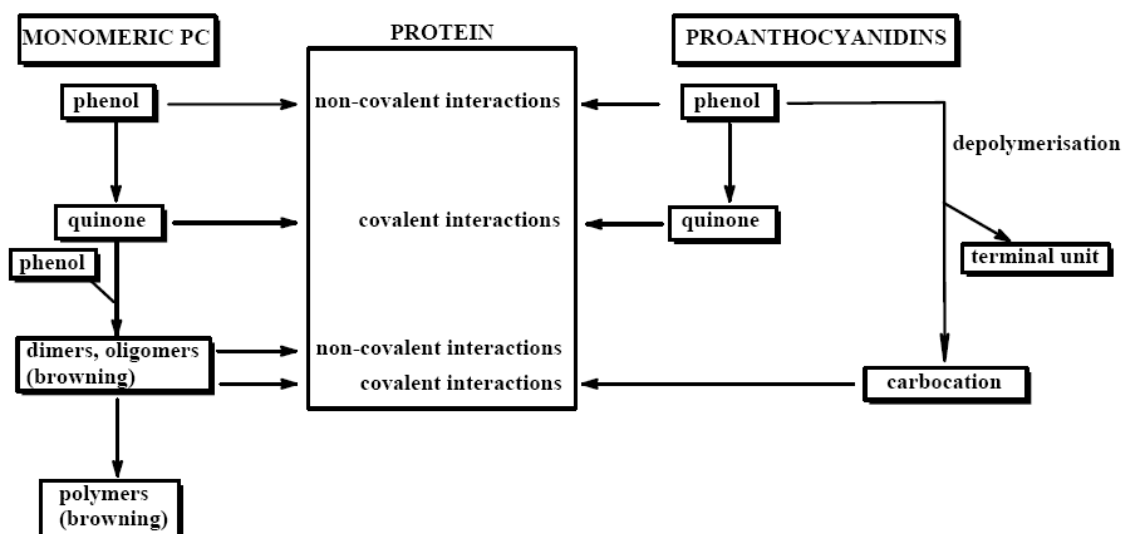 MONOMERIC PC
PROTEIN
PROANTHOCYANIDINS
phenol
non-covalent interactions
phenol
depolymerisation
quinone
covalent interactions
quinone
phenol
terminal unit
dimers, oligomers
(browning)
non-covalent interactions
covalent interactions
carbocation
polymers
(browning)